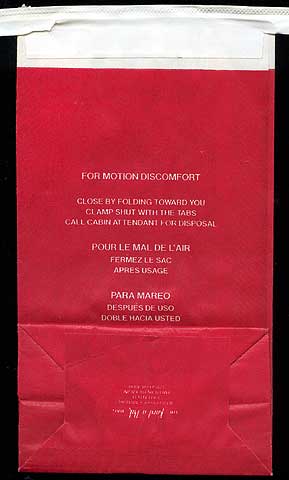 FOR MOTION DISCOMFORT
CLOSE BY FOLDING TOWARD YOU
CLAMP SHUT WITH THE TABS
CALL CABIN ATTENDANT FOR DISPOSAL
POUR LE MAL DE L'AIR
FERMEZ LE SAC
APRES USAGE
PARA MAREO
DESPUÉS DE USO
DOBLE HACIA USTED